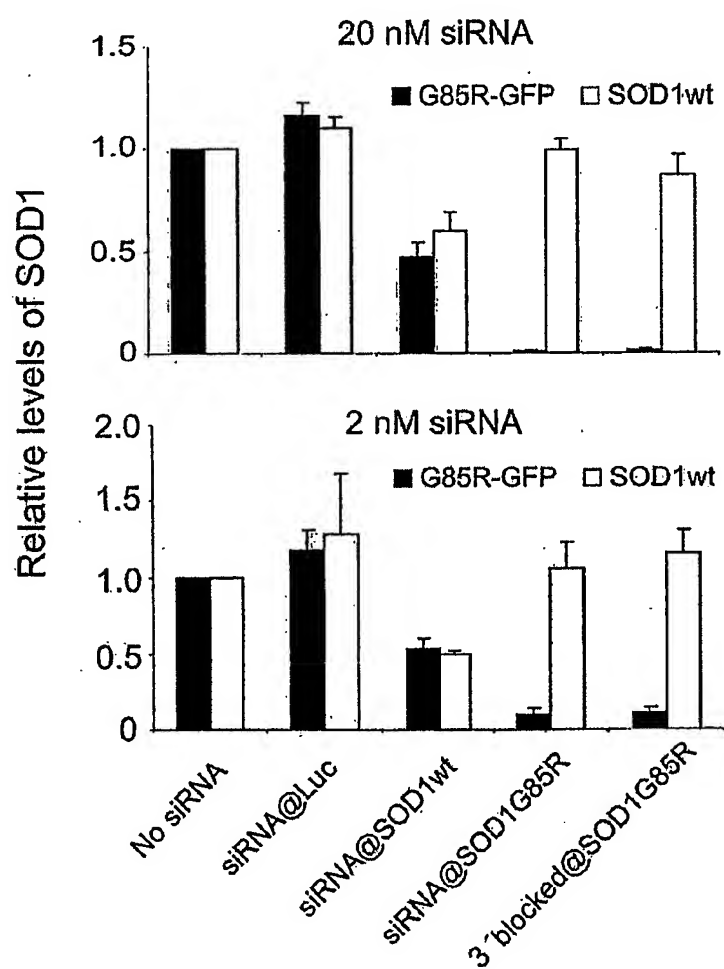 20 nM siRNA
G85R-GFP SOD1wt
1.5
1.0
0.5
0
Relative levels of SOD1
2 nM siRNA
G85R-GFP SOD1wt
2.0
1.5
1.0
0.5
0
No siRNA
siRNA@Luc
siRNA@SOD1wt
siRNA@SOD1G85R
3´blocked@SOD1G85R